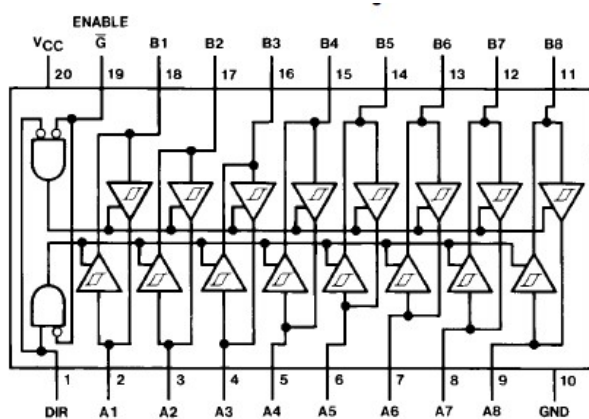 ENABLE
VCC G B1 B2 B3 B4 B5 B6 B7 B8
20 19 18 17 16 15 14 13 12 11
1 2 3 4 5 6 7 8 9 10
DIR A1 A2 A3 A4 A5 A6 A7 A8 GND